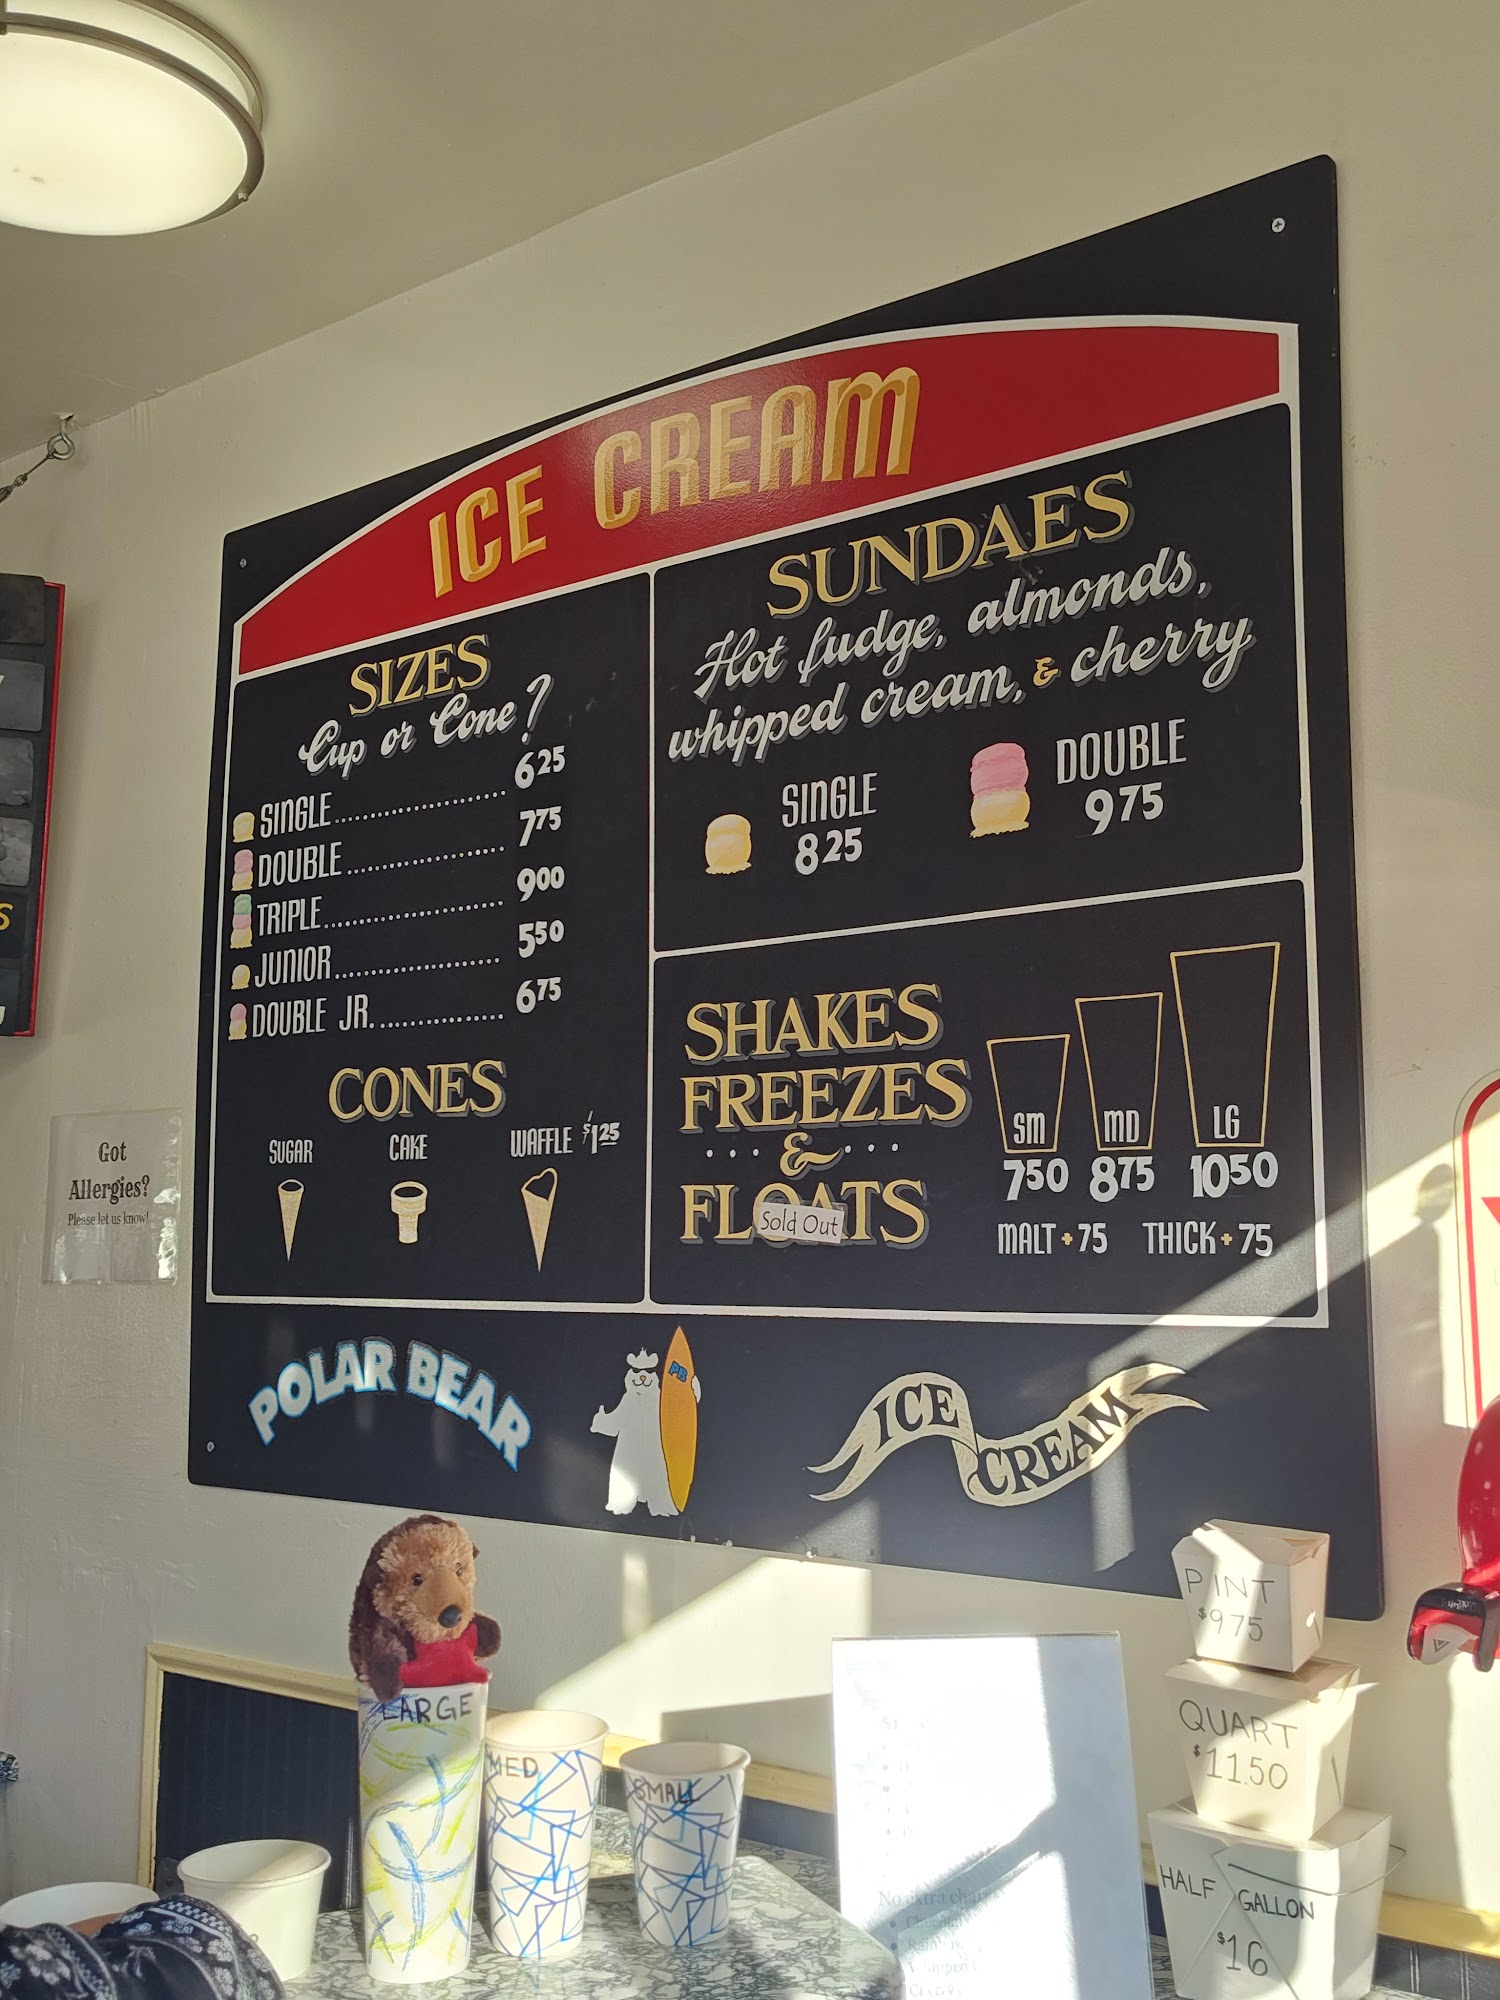 ICE CREAM
SIZES
Cup or Cone?
SINGLE 6 25
DOUBLE 7 75
TRIPLE 9 00
JUNIOR 5 50
DOUBLE JR. 6 75
CONES
SUGAR CAKE WAFFLE $1 25
SUNDAES
Hot fudge, almonds,
whipped cream, & cherry
SINGLE
8 25
DOUBLE
9 75
SHAKES
FREEZES
... & ...
FLOATS
Sold Out
SM MD LG
7 50 8 75 10 50
MALT + 75 THICK + 75
POLAR BEAR
PB
ICE CREAM
Got
Allergies?
Please let us know!
LARGE
MED
SMALL
PINT
$9 75
QUART
$11.50
HALF GALLON
$16
No extra